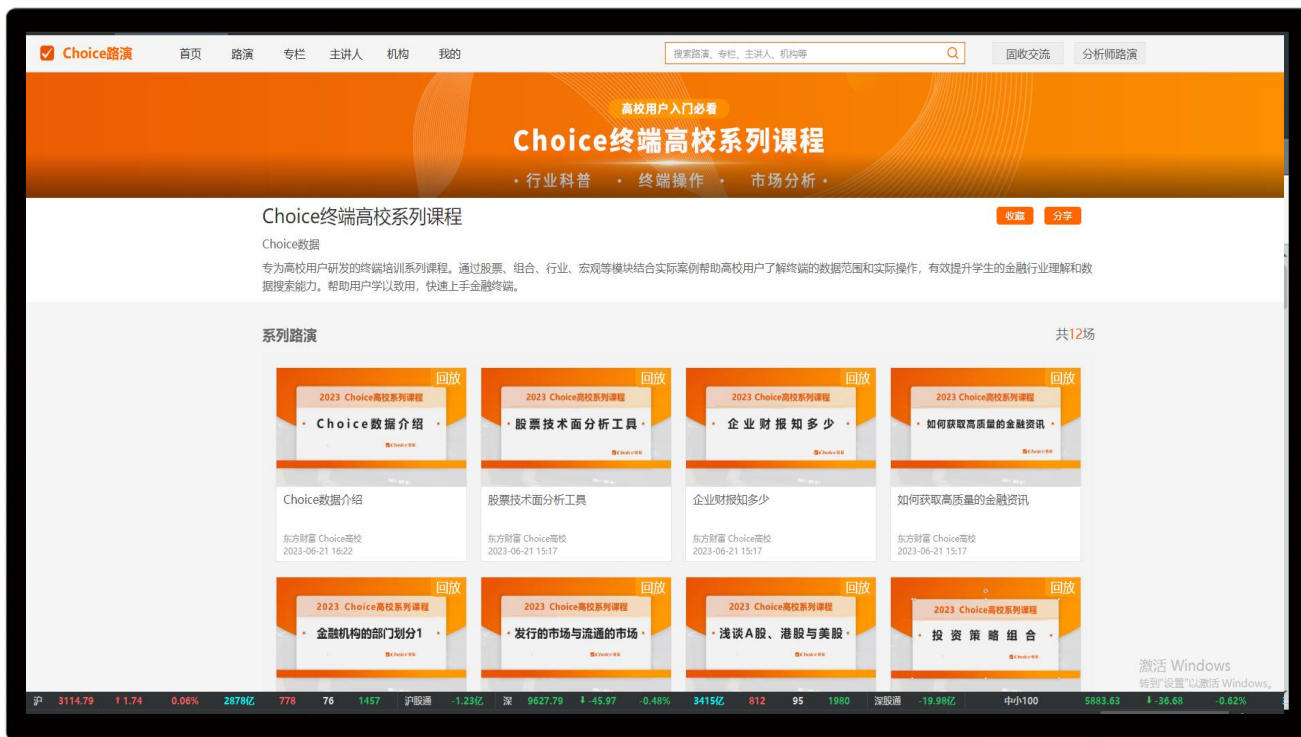 Choice路演 首页 路演 专栏 主讲人 机构 我的 搜索路演、专栏、主讲人、机构等 固收交流 分析师路演
高校用户入门必看
Choice终端高校系列课程
· 行业科普 · 终端操作 · 市场分析 ·
Choice终端高校系列课程 收藏 分享
Choice数据
专为高校用户研发的终端培训系列课程。通过股票、组合、行业、宏观等模块结合实际案例帮助高校用户了解终端的数据范围和实际操作，有效提升学生的金融行业理解和数
据搜索能力。帮助用户学以致用，快速上手金融终端。
系列路演 共12场
回放 回放 回放 回放
2023 Choice高校系列课程 2023 Choice高校系列课程 2023 Choice高校系列课程 2023 Choice高校系列课程
· Choice数据介绍 · · 股票技术面分析工具 · · 企业财报知多少 · · 如何获取高质量的金融资讯 ·
Choice数据介绍 股票技术面分析工具 企业财报知多少 如何获取高质量的金融资讯
东方财富 Choice高校 东方财富 Choice高校 东方财富 Choice高校 东方财富 Choice高校
2023-06-21 16:22 2023-06-21 15:17 2023-06-21 15:17 2023-06-21 15:17
回放 回放 回放 回放
2023 Choice高校系列课程 2023 Choice高校系列课程 2023 Choice高校系列课程 2023 Choice高校系列课程
· 金融机构的部门划分1 · · 发行的市场与流通的市场 · · 浅谈A股、港股与美股 · · 投资策略组合 ·
激活 Windows
转到"设置"以激活 Windows。
沪 3114.79 ⬆1.74 0.06% 2878亿 778 76 1457 沪股通 -1.23亿 深 9627.79 ⬇-45.97 -0.48% 3415亿 812 95 1980 深股通 -19.98亿 中小100 5883.63 ⬇-36.68 -0.62%